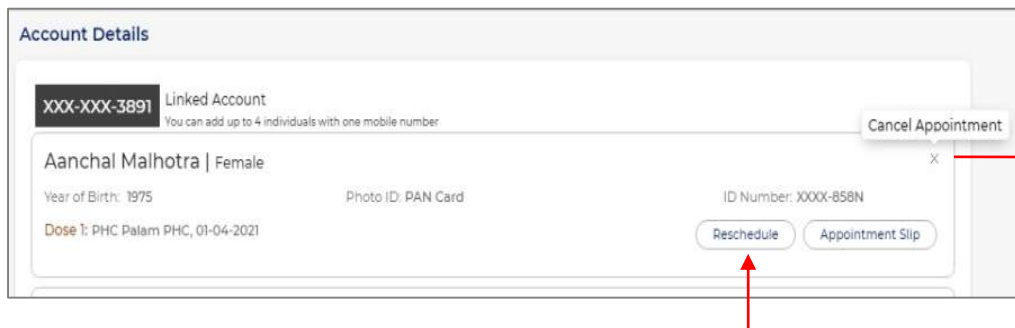 Account Details
XXX-XXX-3891 Linked Account
You can add up to 4 individuals with one mobile number
Cancel Appointment
Aanchal Malhotra | Female X
Year of Birth: 1975 Photo ID: PAN Card ID Number: XXXX-858N
Dose 1: PHC Palam PHC, 01-04-2021 Reschedule Appointment Slip